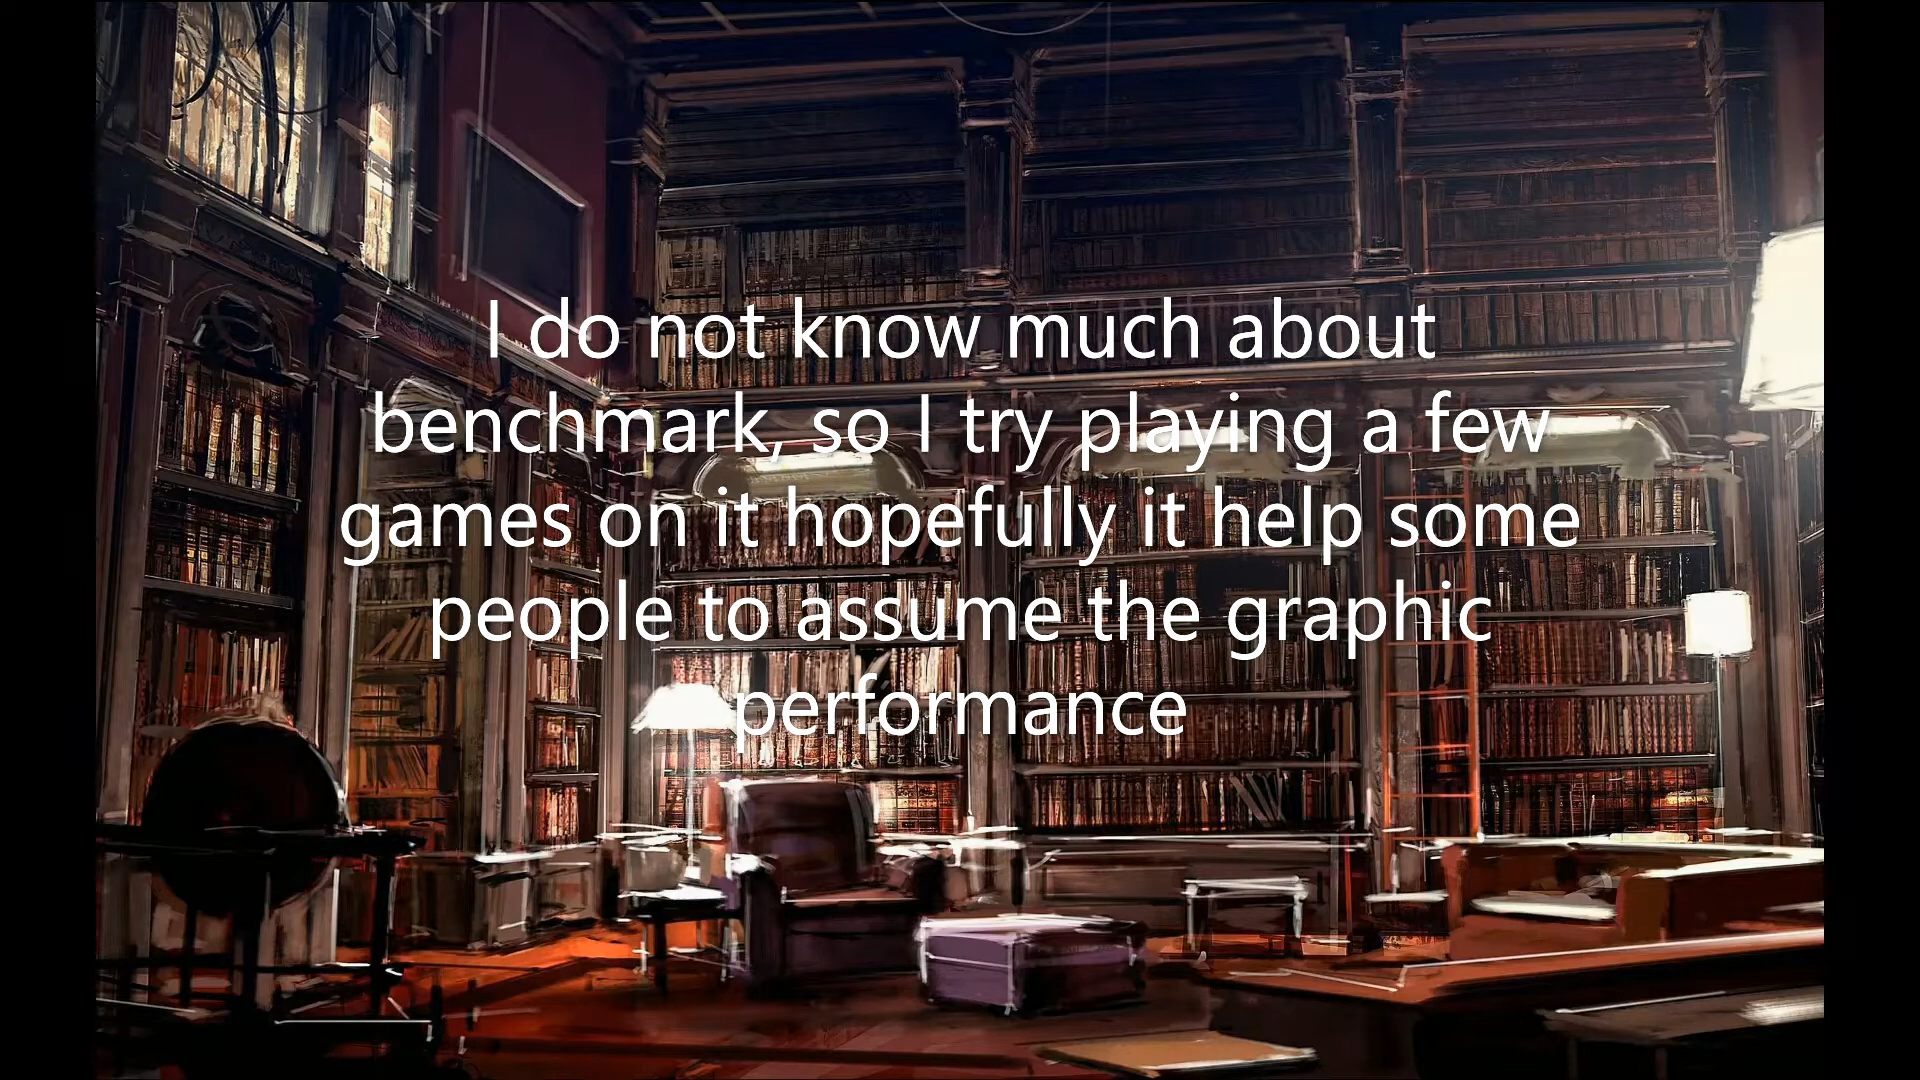 I do not know much about
benchmark, so I try playing a few
games on it hopefully it help some
people to assume the graphic
performance